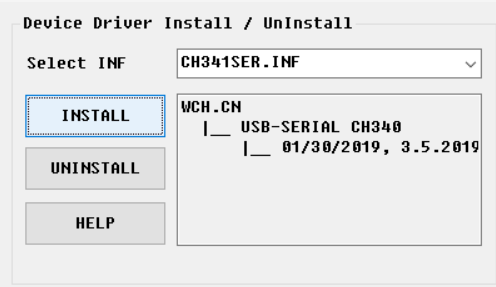 Device Driver Install / UnInstall
Select INF
CH341SER.INF
INSTALL
WCH.CN
|__ USB-SERIAL CH340
|__ 01/30/2019, 3.5.2019
UNINSTALL
HELP